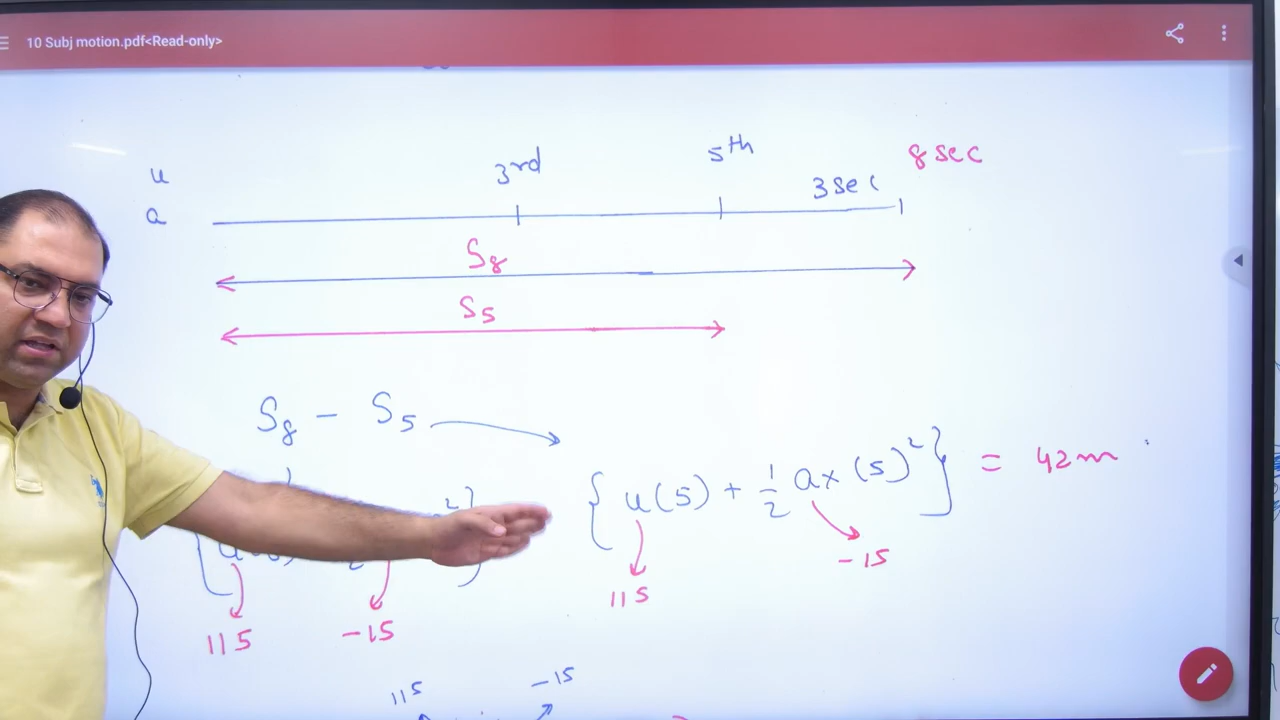 10 Subj motion.pdf<Read-only>
u 3rd 5th 8 sec
a 3 sec
S8
S5
S8 - S5
{ u(5) + 1/2 a x (5)² } = 42m
115 -15
115 -15
115 -15